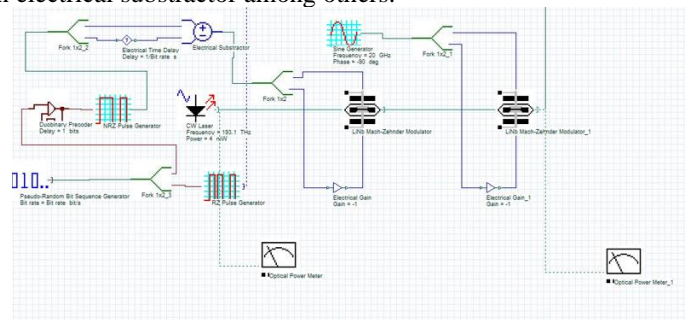 n electrical substractor among others.
Fork 1x2_2
Electrical Time Delay
Delay = 1/Bit rate s
Electrical Substractor
Sine Generator
Frequency = 20 GHz
Phase = -90 deg
Fork 1x2_1
Duobinary Precoder
Delay = 1 bits
NRZ Pulse Generator
CW Laser
Frequency = 193.1 THz
Power = 4 mW
Fork 1x2
LiNb Mach-Zehnder Modulator
LiNb Mach-Zehnder Modulator_1
010..
Pseudo-Random Bit Sequence Generator
Bit rate = Bit rate bit/s
Fork 1x2_3
RZ Pulse Generator
Electrical Gain
Gain = -1
Electrical Gain_1
Gain = -1
Optical Power Meter
Optical Power Meter_1